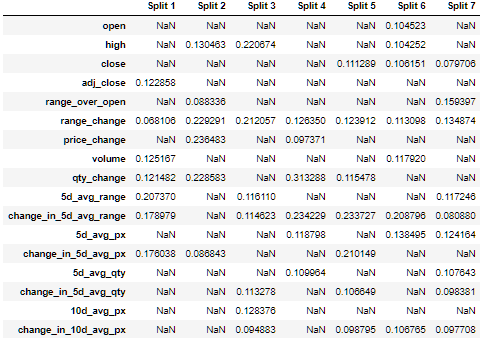 Split 1 Split 2 Split 3 Split 4 Split 5 Split 6 Split 7
open NaN NaN NaN NaN NaN 0.104523 NaN
high NaN 0.130463 0.220674 NaN NaN 0.104252 NaN
close NaN NaN NaN NaN 0.111289 0.106151 0.079706
adj_close 0.122858 NaN NaN NaN NaN NaN NaN
range_over_open NaN 0.088336 NaN NaN NaN NaN 0.159397
range_change 0.068106 0.229291 0.212057 0.126350 0.123912 0.113098 0.134874
price_change NaN 0.236483 NaN 0.097371 NaN NaN NaN
volume 0.125167 NaN NaN NaN NaN 0.117920 NaN
qty_change 0.121482 0.228583 NaN 0.313288 0.115478 NaN NaN
5d_avg_range 0.207370 NaN 0.116110 NaN NaN NaN 0.117246
change_in_5d_avg_range 0.178979 NaN 0.114623 0.234229 0.233727 0.208796 0.080880
5d_avg_px NaN NaN NaN 0.118798 NaN 0.138495 0.124164
change_in_5d_avg_px 0.176038 0.086843 NaN NaN 0.210149 NaN NaN
5d_avg_qty NaN NaN NaN 0.109964 NaN NaN 0.107643
change_in_5d_avg_qty NaN NaN 0.113278 NaN 0.106649 NaN 0.098381
10d_avg_px NaN NaN 0.128376 NaN NaN NaN NaN
change_in_10d_avg_px NaN NaN 0.094883 NaN 0.098795 0.106765 0.097708